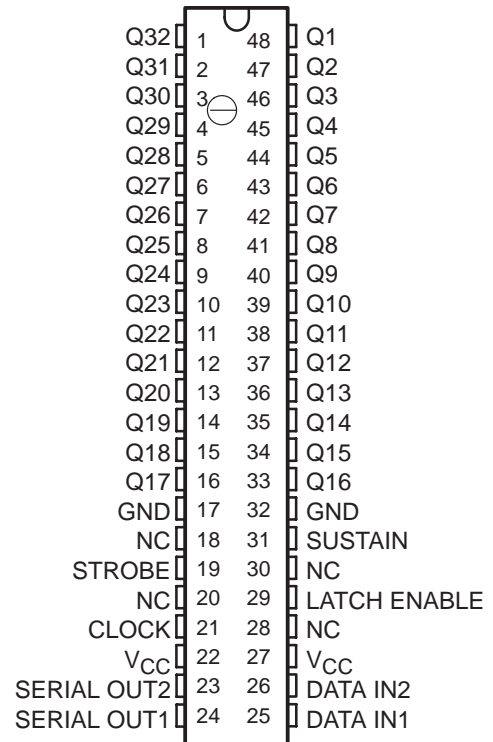 Q32 1 48 Q1
Q31 2 47 Q2
Q30 3 46 Q3
Q29 4 45 Q4
Q28 5 44 Q5
Q27 6 43 Q6
Q26 7 42 Q7
Q25 8 41 Q8
Q24 9 40 Q9
Q23 10 39 Q10
Q22 11 38 Q11
Q21 12 37 Q12
Q20 13 36 Q13
Q19 14 35 Q14
Q18 15 34 Q15
Q17 16 33 Q16
GND 17 32 GND
NC 18 31 SUSTAIN
STROBE 19 30 NC
NC 20 29 LATCH ENABLE
CLOCK 21 28 NC
VCC 22 27 VCC
SERIAL OUT2 23 26 DATA IN2
SERIAL OUT1 24 25 DATA IN1